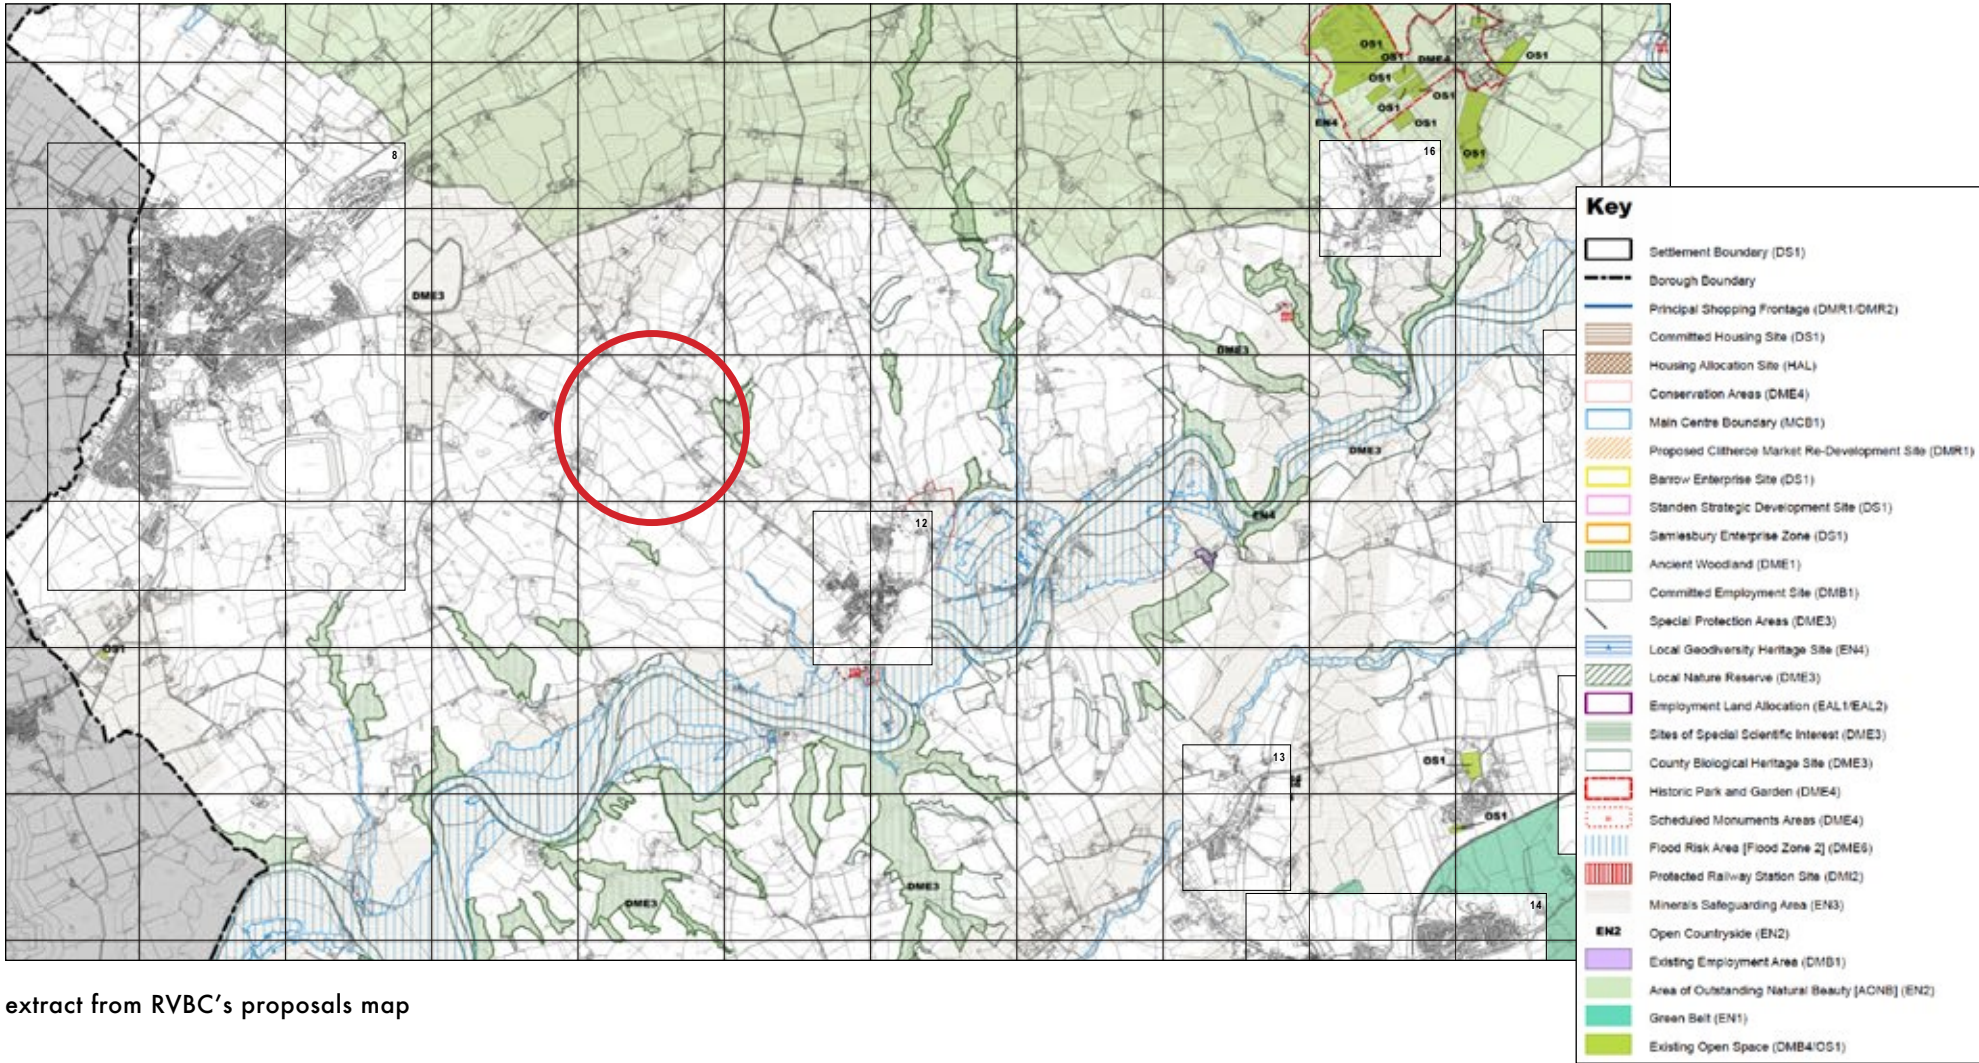 OS1
OS1
DME4
OS1
OS1
OS1
OS1
EN4
OS1
OS1
8
16
DME3
DME3
DME3
EN4
12
OS1
13
OS1
OS1
DME3
DME3
14
Key
Settlement Boundary (DS1)
Borough Boundary
Principal Shopping Frontage (DMR1/DMR2)
Committed Housing Site (DS1)
Housing Allocation Site (HAL)
Conservation Areas (DME4)
Main Centre Boundary (MCB1)
Proposed Clitheroe Market Re-Development Site (DMR1)
Barrow Enterprise Site (DS1)
Standen Strategic Development Site (DS1)
Samlesbury Enterprise Zone (DS1)
Ancient Woodland (DME1)
Committed Employment Site (DMB1)
Special Protection Areas (DME3)
Local Geodiversity Heritage Site (EN4)
Local Nature Reserve (DME3)
Employment Land Allocation (EAL1/EAL2)
Sites of Special Scientific Interest (DME3)
County Biological Heritage Site (DME3)
Historic Park and Garden (DME4)
Scheduled Monuments Areas (DME4)
Flood Risk Area [Flood Zone 2] (DME6)
Protected Railway Station Site (DMI2)
Minerals Safeguarding Area (EN3)
EN2 Open Countryside (EN2)
Existing Employment Area (DMB1)
Area of Outstanding Natural Beauty [AONB] (EN2)
Green Belt (EN1)
Existing Open Space (DMB4/OS1)
extract from RVBC's proposals map